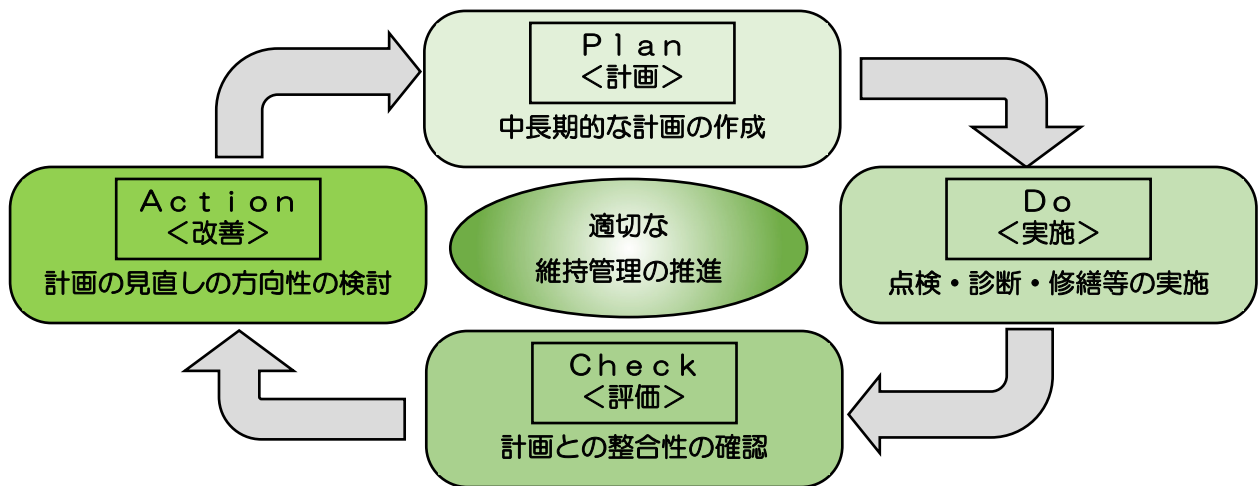 Ｐｌａｎ
＜計画＞
中長期的な計画の作成
Ａｃｔｉｏｎ
＜改善＞
計画の見直しの方向性の検討
適切な
維持管理の推進
Ｄｏ
＜実施＞
点検・診断・修繕等の実施
Ｃｈｅｃｋ
＜評価＞
計画との整合性の確認